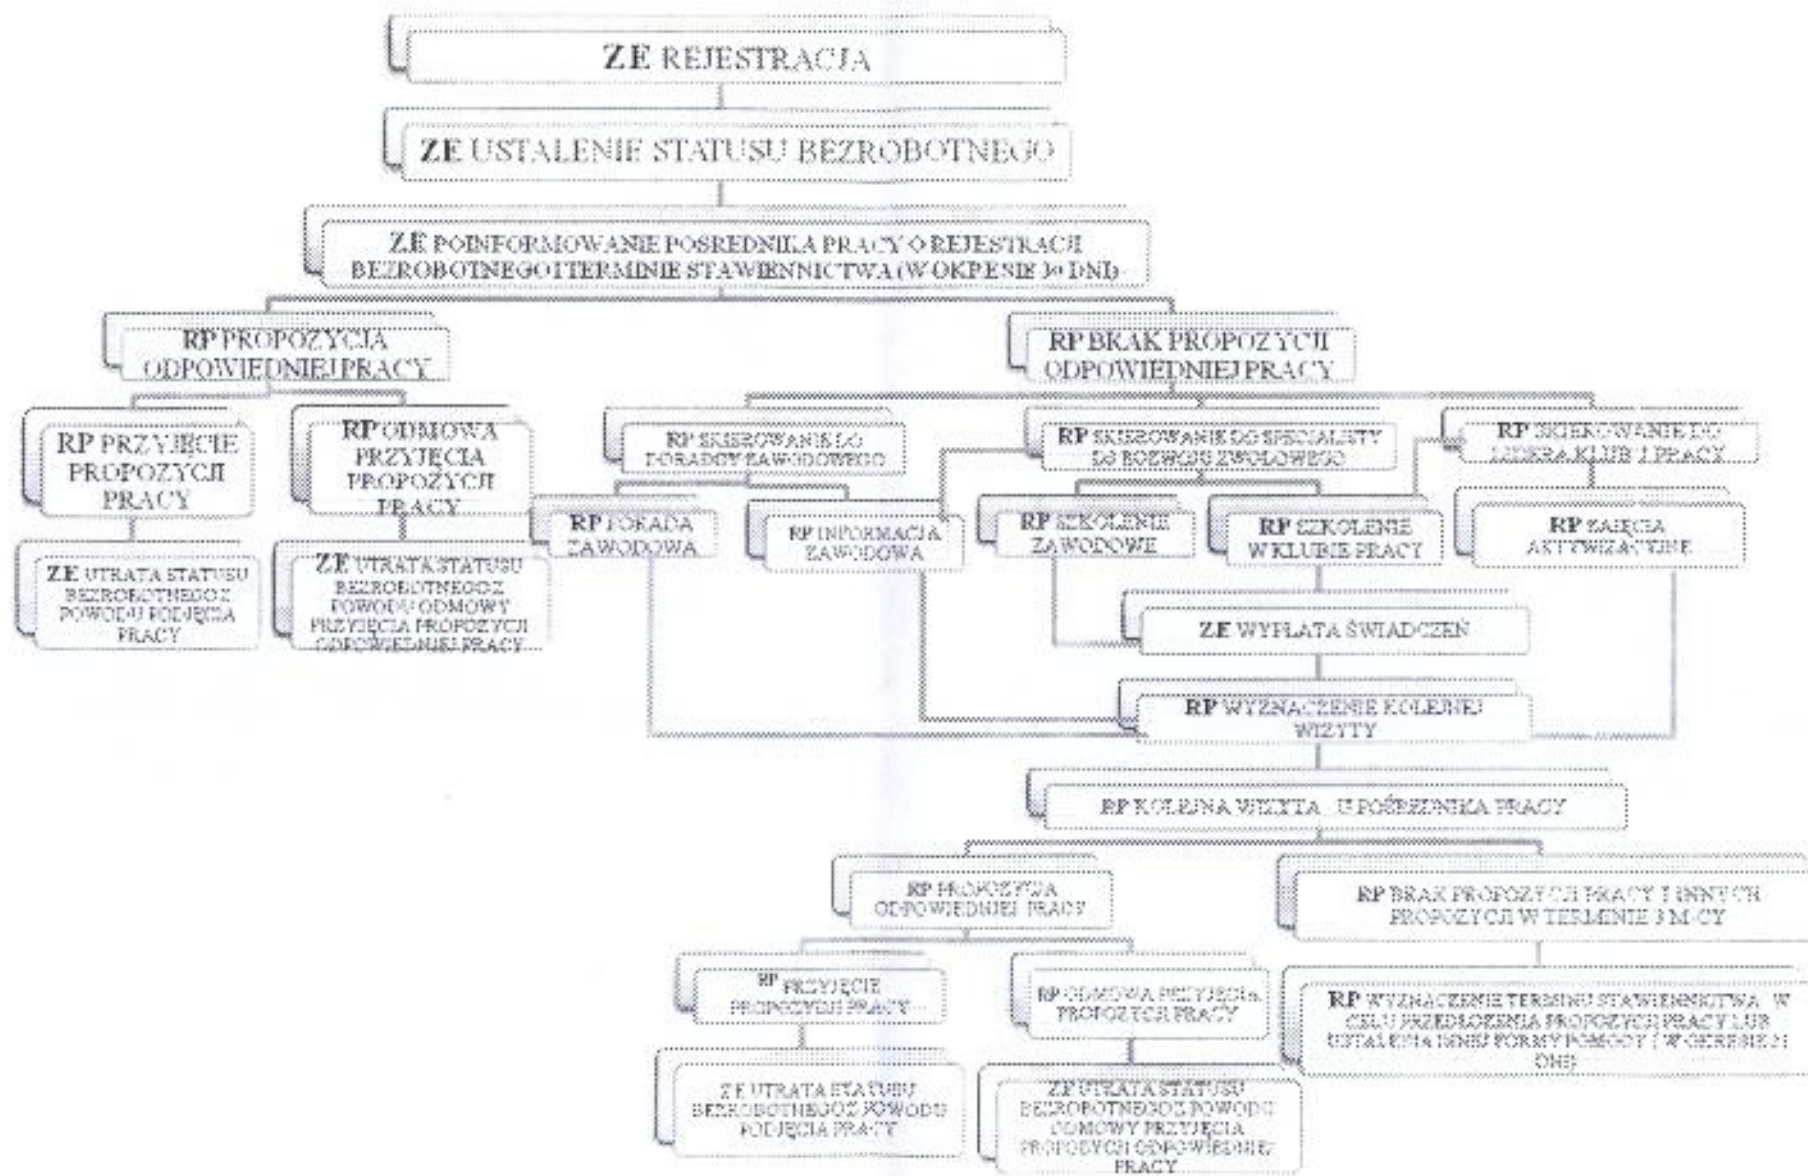 ZE REJESTRACJA
ZE USTALENIE STATUSU BEZROBOTNEGO
ZE POINFORMOWANIE POSREDNIKA PRACY O REJESTRACJI
BEZROBOTNEGO I TERMINIE STAWIENNICTWA (W OKRESIE 30 DNI)
RP PROPOZYCJA
ODPOWIEDNIEJ PRACY
RP BRAK PROPOZYCJI
ODPOWIEDNIEJ PRACY
RP PRZYJĘCIE
PROPOZYCJI
PRACY
RP ODMOWA
PRZYJĘCIA
PROPOZYCJI
PRACY
RP SKIEROWANIE DO
DORADCY ZAWODOWEGO
RP SKIEROWANIE DO SPECJALISTY
DO ROZWOJU ZWODOWEGO
RP SKIEROWANIE DO
LIDERA KLUBU PRACY
RP PORADA
ZAWODOWA
RP INFORMACJA
ZAWODOWA
RP SZKOLENIE
ZAWODOWE
RP SZKOLENIE
W KLUBIE PRACY
RP ZAJĘCIA
AKTYWIZACYJNE
ZE UTRATA STATUSU
BEZROBOTNEGO Z
POWODU PODJĘCIA
PRACY
ZE UTRATA STATUSU
BEZROBOTNEGO Z
POWODU ODMOWY
PRZYJĘCIA PROPOZYCJI
ODPOWIEDNIEJ PRACY
ZE WYPŁATA ŚWIADCZEŃ
RP WYZNACZENIE KOLEJNEJ
WIZYTY
RP KOLEJNA WIZYTA U POŚREDNIKA PRACY
RP PROPOZYCJA
ODPOWIEDNIEJ PRACY
RP BRAK PROPOZYCJI PRACY I INNYCH
PROPOZYCJI W TERMINIE 3 M-CY
RP PRZYJĘCIE
PROPOZYCJI PRACY
RP ODMOWA PRZYJĘCIA
PROPOZYCJI PRACY
RP WYZNACZENIE TERMINU STAWIENNICTWA W
CELU PRZEDŁOŻENIA PROPOZYCJI PRACY LUB
USTALENIA INNEJ FORMY POMOCY ( W OKRESIE 21
DNI)
ZE UTRATA STATUSU
BEZROBOTNEGO Z POWODU
PODJĘCIA PRACY
ZE UTRATA STATUSU
BEZROBOTNEGO Z POWODU
ODMOWY PRZYJĘCIA
PROPOZYCJI ODPOWIEDNIEJ
PRACY